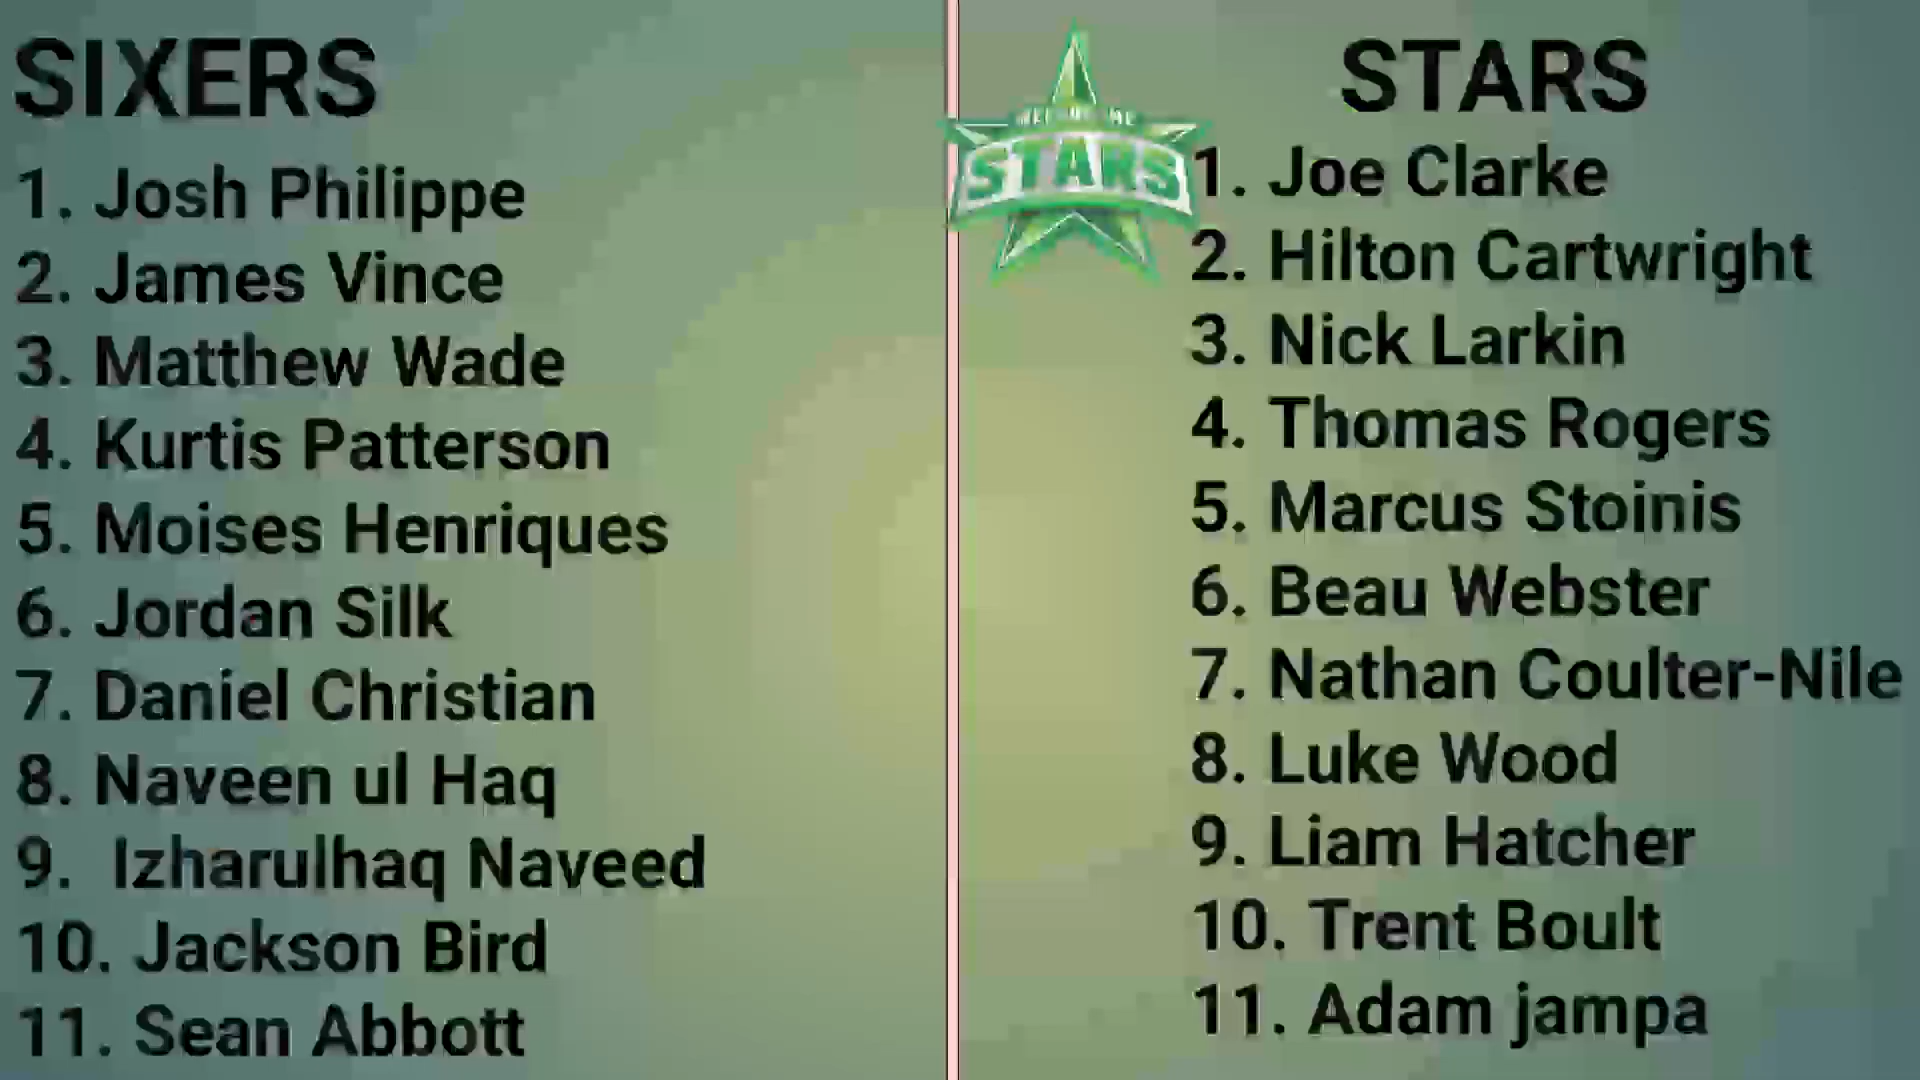 SIXERS
1. Josh Philippe
2. James Vince
3. Matthew Wade
4. Kurtis Patterson
5. Moises Henriques
6. Jordan Silk
7. Daniel Christian
8. Naveen ul Haq
9. Izharulhaq Naveed
10. Jackson Bird
11. Sean Abbott
STARS
STARS
1. Joe Clarke
2. Hilton Cartwright
3. Nick Larkin
4. Thomas Rogers
5. Marcus Stoinis
6. Beau Webster
7. Nathan Coulter-Nile
8. Luke Wood
9. Liam Hatcher
10. Trent Boult
11. Adam jampa